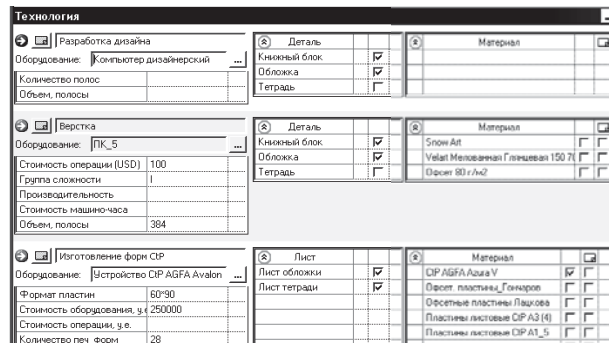 Технология
Разработка дизайна
Оборудование: Компьютер дизайнерский ...
Количество полос
Объем, полосы
Деталь
Книжный блок
Обложка
Тетрадь
Материал
Верстка
Оборудование: ПК_5 ...
Стоимость операции (USD) 100
Группа сложности I
Производительность
Стоимость машино-часа
Объем, полосы 384
Деталь
Книжный блок
Обложка
Тетрадь
Материал
Snow Art
Velart Мелованная Глянцевая 150 7(
Офсет 80 г/м2
Изготовление форм CtP
Оборудование: Устройство CtP AGFA Avalon ...
Формат пластин 60*90
Стоимость оборудования, у.е 250000
Стоимость операции, у.е.
Количество печ форм 28
Лист
Лист обложки
Лист тетради
Материал
CtP AGFA Azura V
Офсет. пластины_Гончаров
Офсетные пластины Лашкова
Пластины листовые CtP A3 (4)
Пластины листовые CtP A1_5